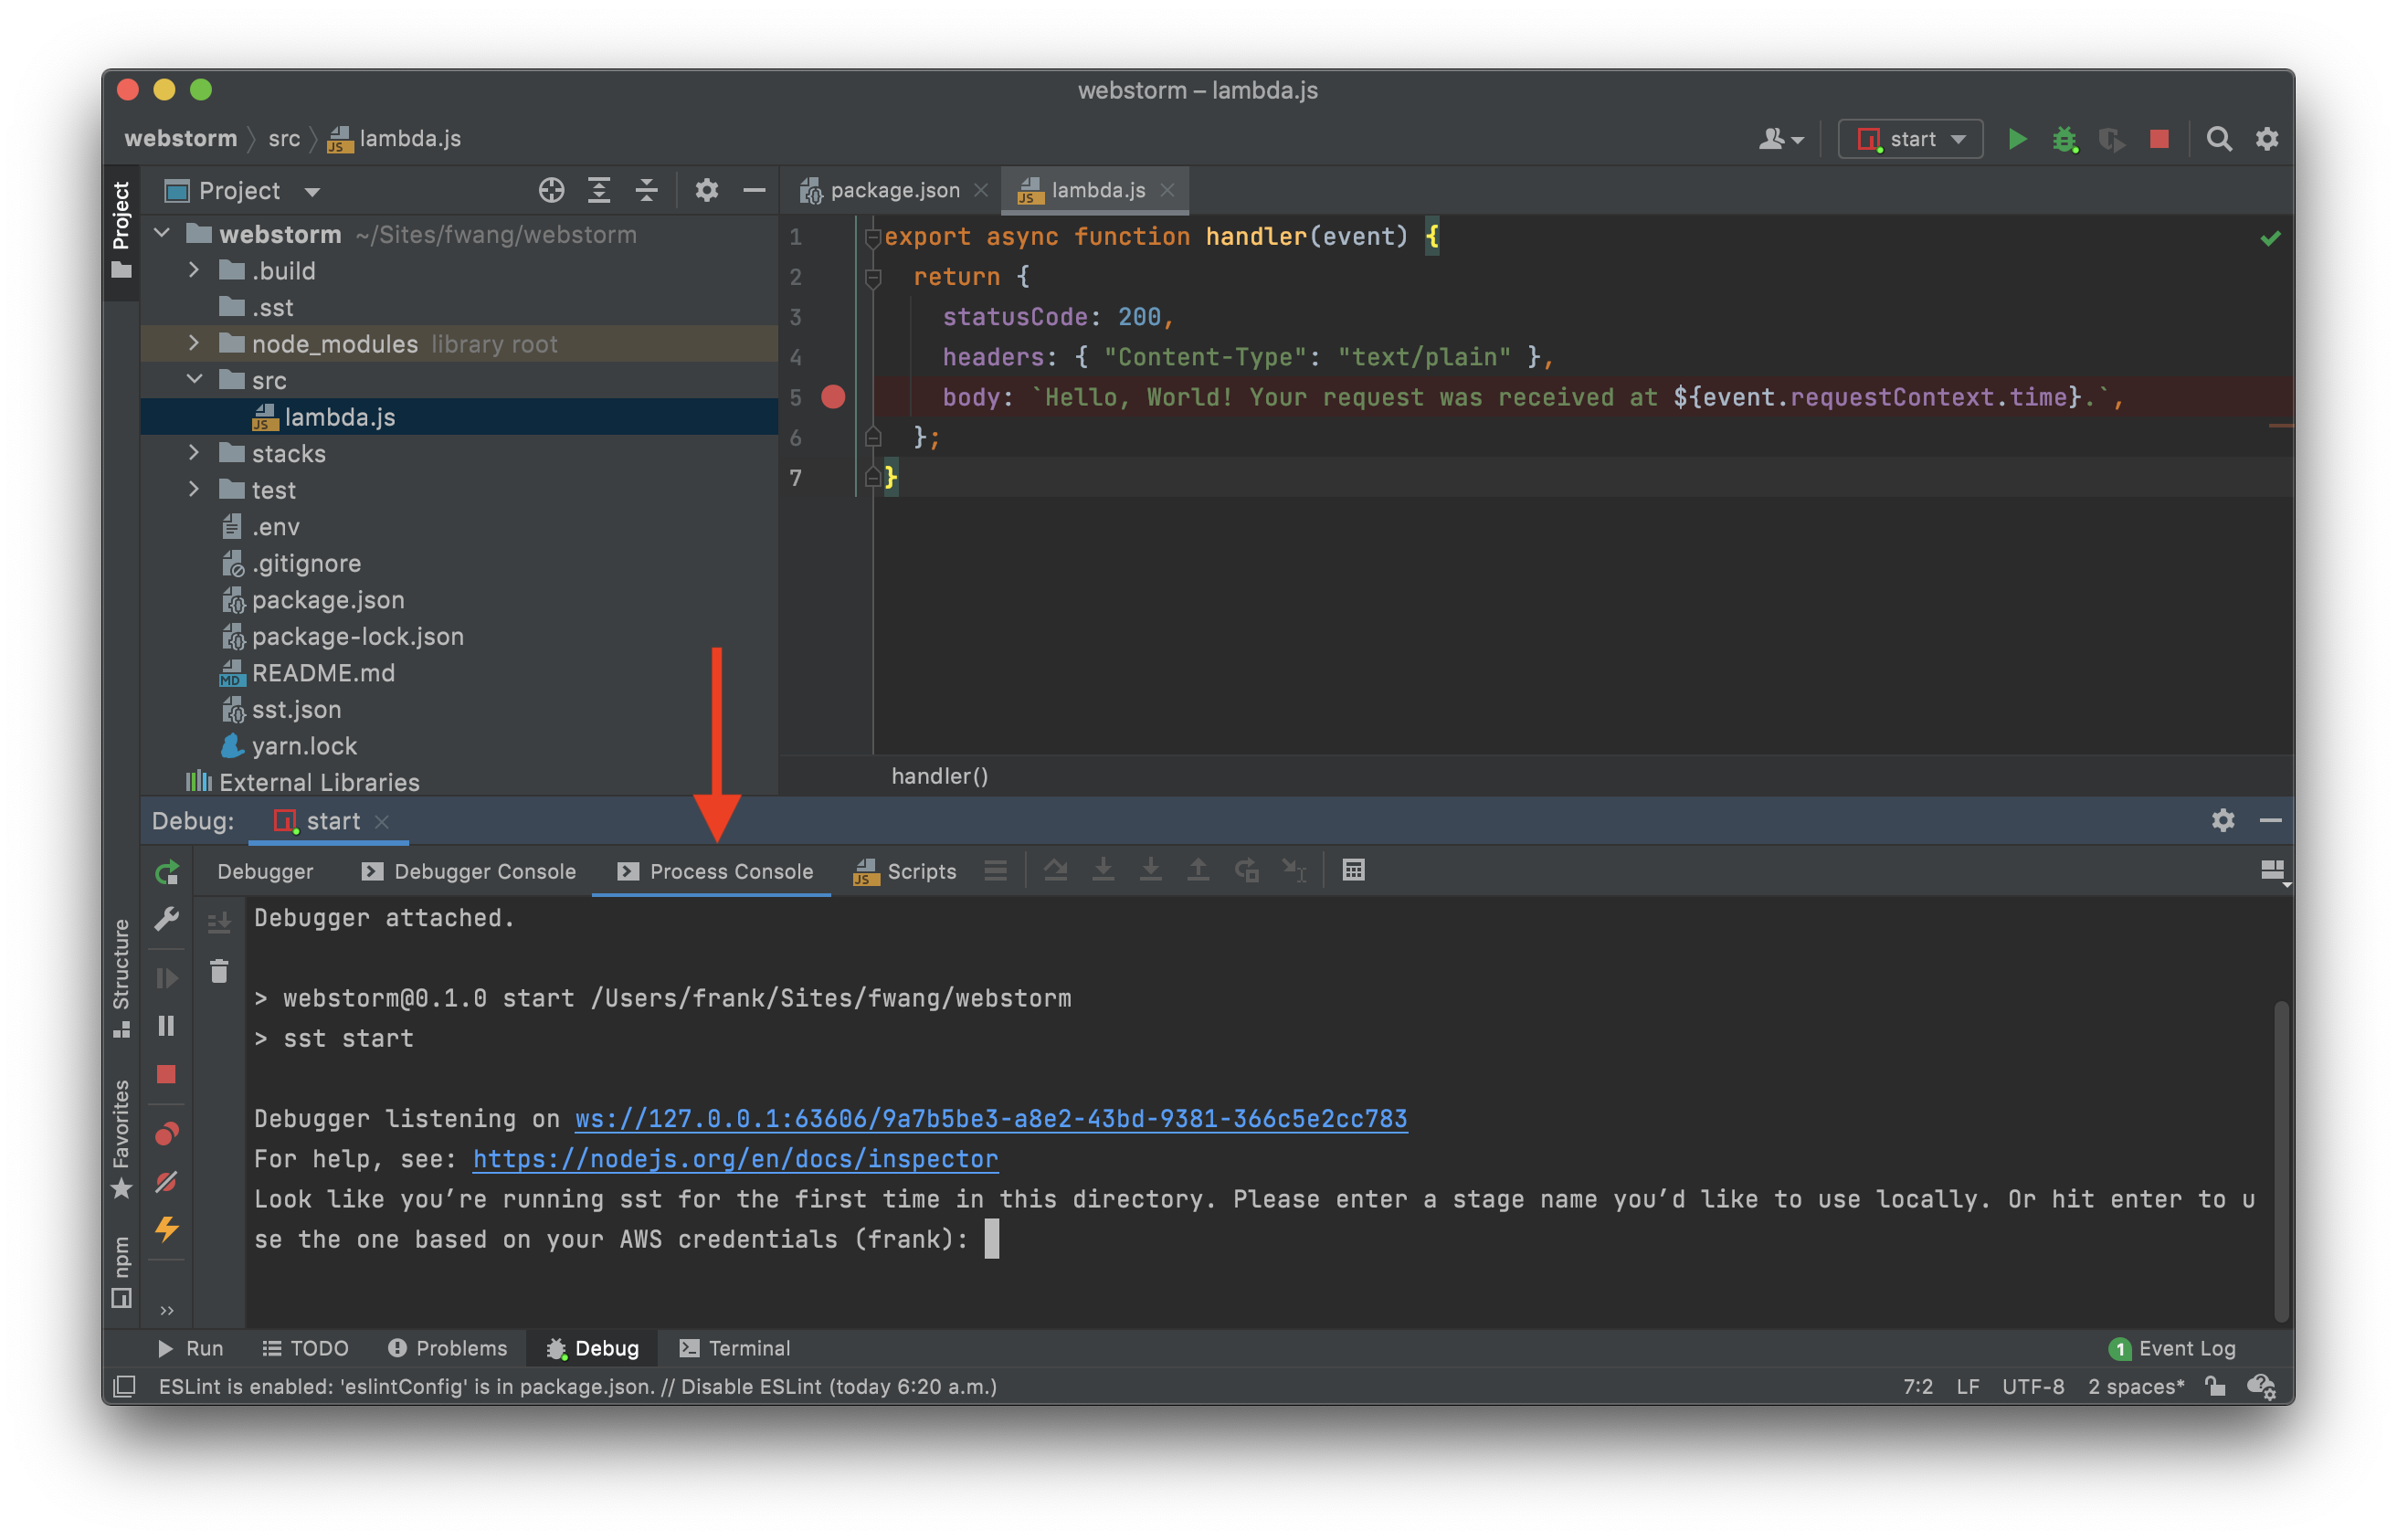 webstorm – lambda.js
webstorm src lambda.js
start
Project
Project
package.json
lambda.js
webstorm ~/Sites/fwang/webstorm
.build
.sst
node_modules library root
src
lambda.js
stacks
test
.env
.gitignore
package.json
package-lock.json
README.md
sst.json
yarn.lock
External Libraries
1 export async function handler(event) {
2 return {
3 statusCode: 200,
4 headers: { "Content-Type": "text/plain" },
5 body: `Hello, World! Your request was received at ${event.requestContext.time}.`,
6 };
7 }
handler()
Debug: start
Debugger
Debugger Console
Process Console
Scripts
Structure
Favorites
npm
Debugger attached.
> webstorm@0.1.0 start /Users/frank/Sites/fwang/webstorm
> sst start
Debugger listening on ws://127.0.0.1:63606/9a7b5be3-a8e2-43bd-9381-366c5e2cc783
For help, see: https://nodejs.org/en/docs/inspector
Look like you’re running sst for the first time in this directory. Please enter a stage name you’d like to use locally. Or hit enter to u
se the one based on your AWS credentials (frank):
Run
TODO
Problems
Debug
Terminal
1 Event Log
ESLint is enabled: 'eslintConfig' is in package.json. // Disable ESLint (today 6:20 a.m.)
7:2 LF UTF-8 2 spaces*